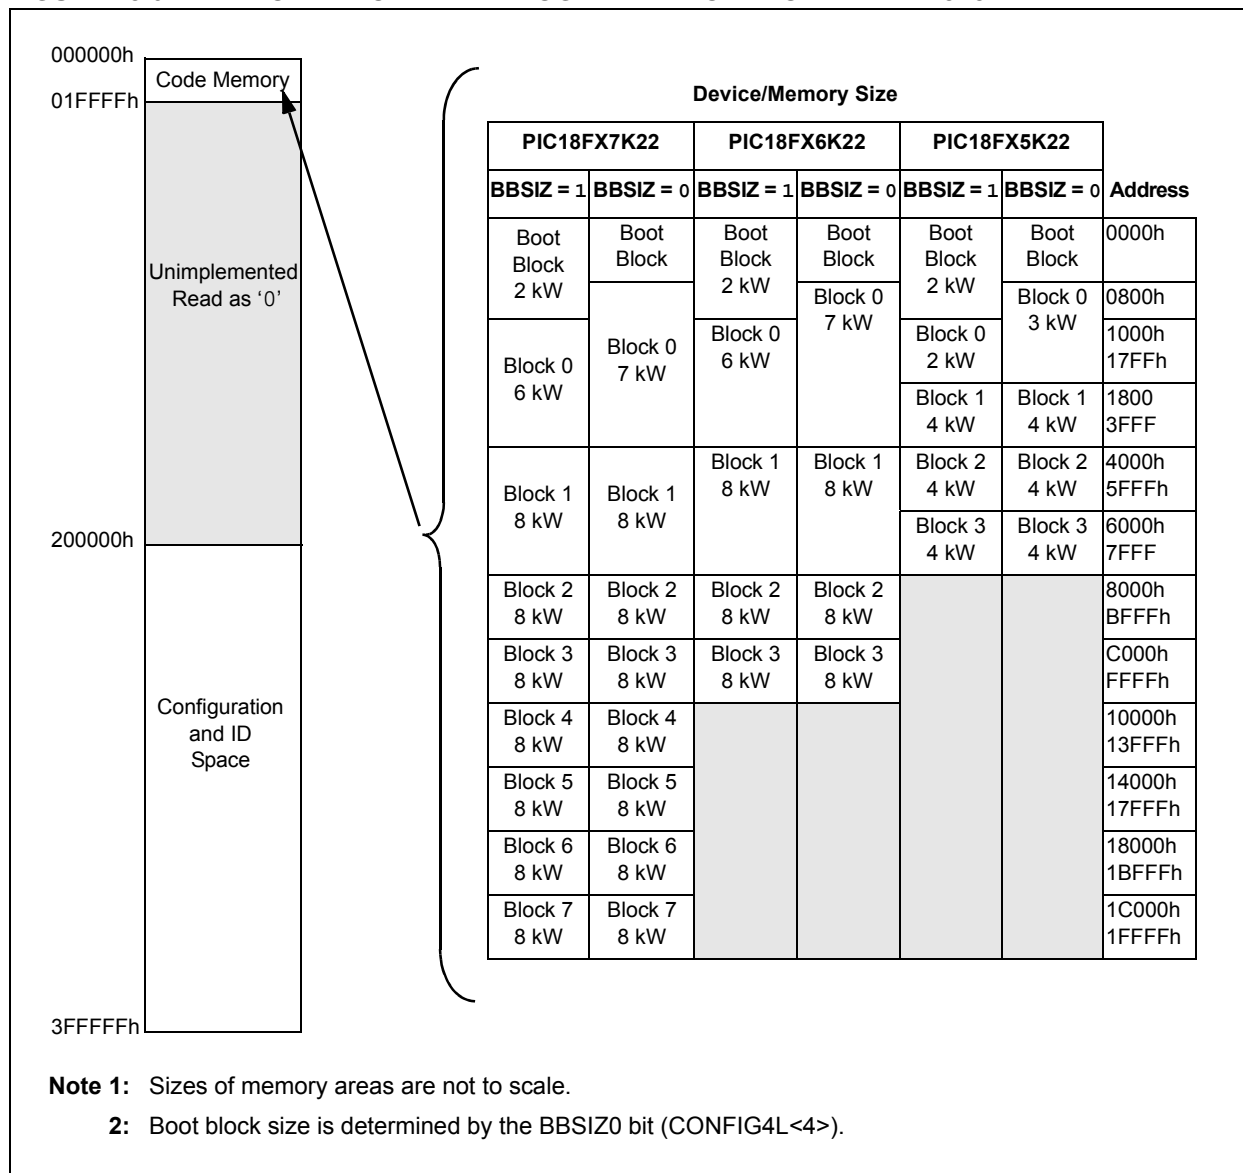 000000h
Code Memory
01FFFFh
Unimplemented
Read as ‘0’
200000h
Configuration
and ID
Space
3FFFFFh
Device/Memory Size
PIC18FX7K22 PIC18FX6K22 PIC18FX5K22
BBSIZ = 1 BBSIZ = 0 BBSIZ = 1 BBSIZ = 0 BBSIZ = 1 BBSIZ = 0 Address
Boot Boot Boot Boot Boot Boot 0000h
Block Block Block Block Block Block
2 kW 2 kW 2 kW
Block 0 Block 0 0800h
7 kW 3 kW
Block 0 Block 0 Block 0 Block 0 1000h
6 kW 7 kW 6 kW 2 kW 17FFh
Block 1 Block 1 1800
4 kW 4 kW 3FFF
Block 1 Block 1 Block 2 Block 2 4000h
8 kW 8 kW 4 kW 4 kW 5FFFh
Block 1 Block 1
8 kW 8 kW
Block 3 Block 3 6000h
4 kW 4 kW 7FFF
Block 2 Block 2 Block 2 Block 2 8000h
8 kW 8 kW 8 kW 8 kW BFFFh
Block 3 Block 3 Block 3 Block 3 C000h
8 kW 8 kW 8 kW 8 kW FFFFh
Block 4 Block 4 10000h
8 kW 8 kW 13FFFh
Block 5 Block 5 14000h
8 kW 8 kW 17FFFh
Block 6 Block 6 18000h
8 kW 8 kW 1BFFFh
Block 7 Block 7 1C000h
8 kW 8 kW 1FFFFh
Note 1: Sizes of memory areas are not to scale.
2: Boot block size is determined by the BBSIZ0 bit (CONFIG4L<4>).